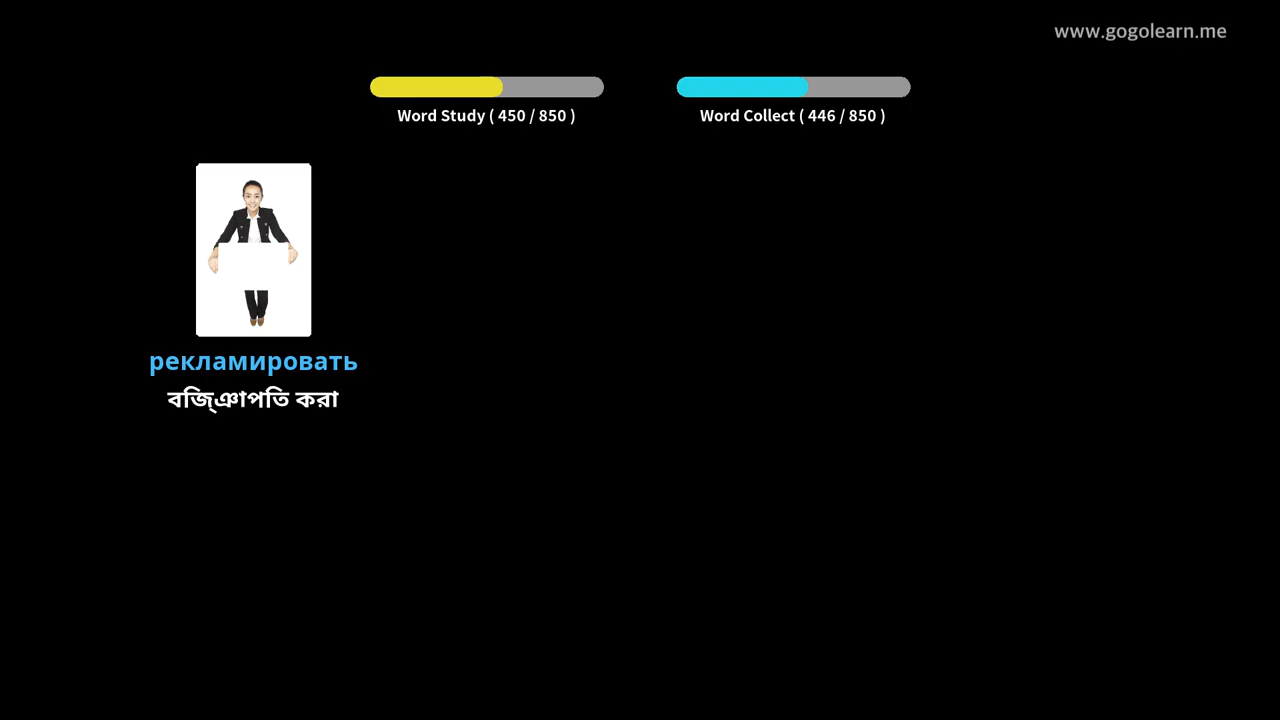 www.gogolearn.me
Word Study ( 450 / 850 )
Word Collect ( 446 / 850 )
рекламировать
বজ্ঞিাপতি করা